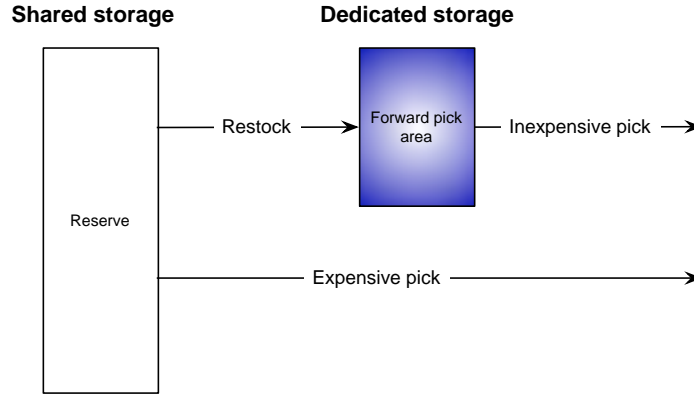 Shared storage
Dedicated storage
Restock
Forward pick
area
Inexpensive pick
Reserve
Expensive pick